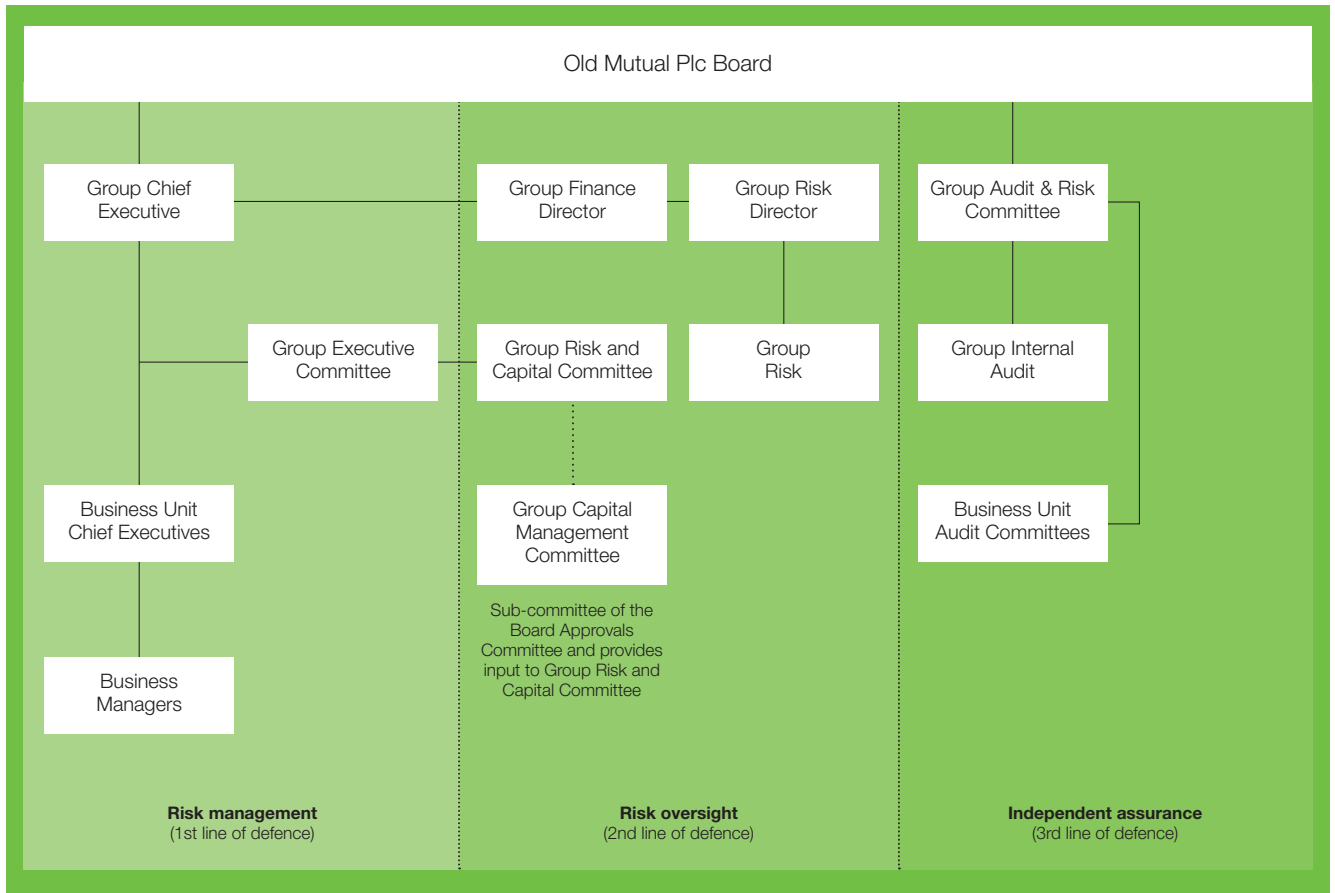 Old Mutual Plc Board
Group Chief
Executive
Group Finance
Director
Group Risk
Director
Group Audit & Risk
Committee
Group Executive
Committee
Group Risk and
Capital Committee
Group
Risk
Group Internal
Audit
Business Unit
Chief Executives
Group Capital
Management
Committee
Business Unit
Audit Committees
Sub-committee of the
Board Approvals
Committee and provides
input to Group Risk and
Capital Committee
Business
Managers
Risk management
(1st line of defence)
Risk oversight
(2nd line of defence)
Independent assurance
(3rd line of defence)